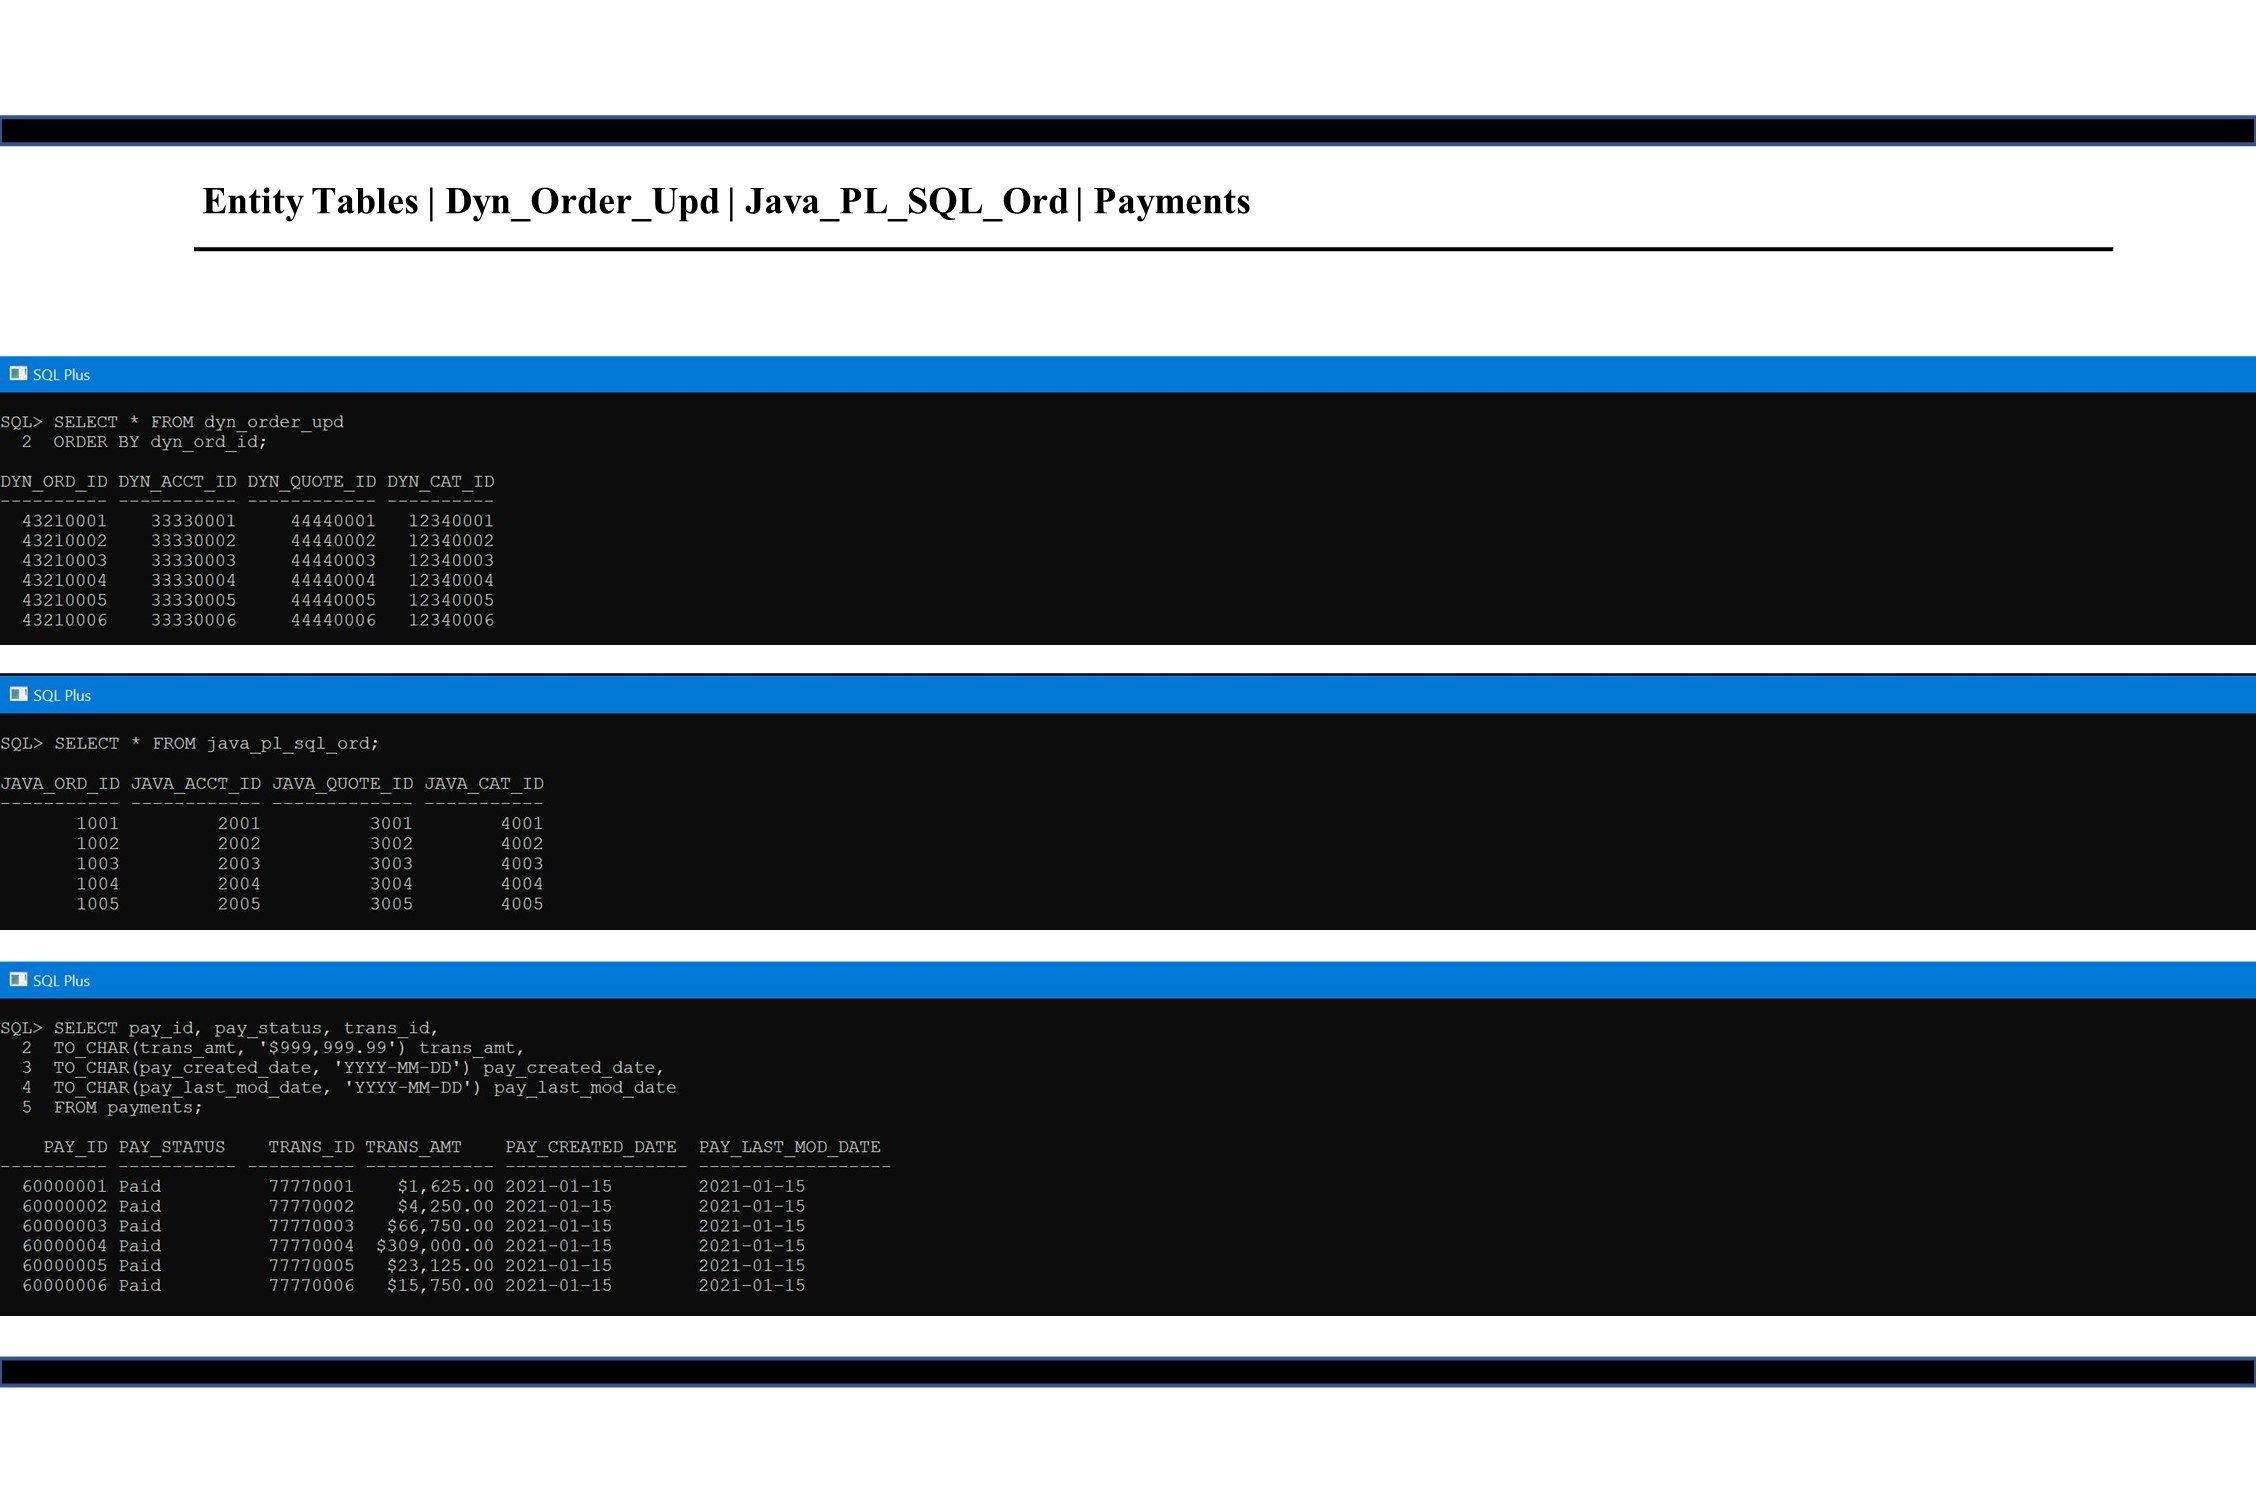 Entity Tables | Dyn_Order_Upd | Java_PL_SQL_Ord | Payments
SQL Plus
SQL> SELECT * FROM dyn_order_upd
  2  ORDER BY dyn_ord_id;
DYN_ORD_ID DYN_ACCT_ID DYN_QUOTE_ID DYN_CAT_ID
---------- ----------- ------------ ----------
  43210001    33330001     44440001   12340001
  43210002    33330002     44440002   12340002
  43210003    33330003     44440003   12340003
  43210004    33330004     44440004   12340004
  43210005    33330005     44440005   12340005
  43210006    33330006     44440006   12340006
SQL Plus
SQL> SELECT * FROM java_pl_sql_ord;
JAVA_ORD_ID JAVA_ACCT_ID JAVA_QUOTE_ID JAVA_CAT_ID
----------- ------------ ------------- -----------
       1001         2001          3001        4001
       1002         2002          3002        4002
       1003         2003          3003        4003
       1004         2004          3004        4004
       1005         2005          3005        4005
SQL Plus
SQL> SELECT pay_id, pay_status, trans_id,
  2  TO_CHAR(trans_amt, '$999,999.99') trans_amt,
  3  TO_CHAR(pay_created_date, 'YYYY-MM-DD') pay_created_date,
  4  TO_CHAR(pay_last_mod_date, 'YYYY-MM-DD') pay_last_mod_date
  5  FROM payments;
    PAY_ID PAY_STATUS    TRANS_ID TRANS_AMT    PAY_CREATED_DATE  PAY_LAST_MOD_DATE
---------- ----------- ---------- ------------ ----------------- ------------------
  60000001 Paid          77770001    $1,625.00 2021-01-15        2021-01-15
  60000002 Paid          77770002    $4,250.00 2021-01-15        2021-01-15
  60000003 Paid          77770003   $66,750.00 2021-01-15        2021-01-15
  60000004 Paid          77770004  $309,000.00 2021-01-15        2021-01-15
  60000005 Paid          77770005   $23,125.00 2021-01-15        2021-01-15
  60000006 Paid          77770006   $15,750.00 2021-01-15        2021-01-15